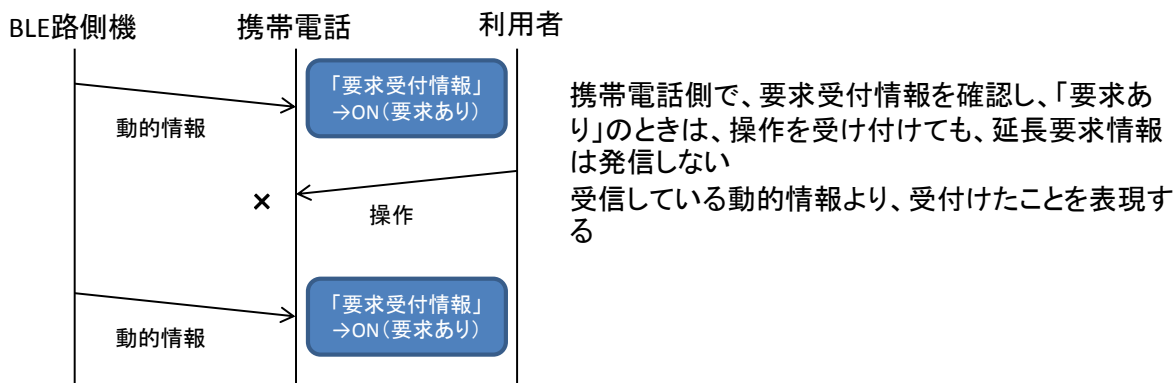 BLE路側機
携帯電話
利用者
「要求受付情報」
→ON(要求あり)
動的情報
携帯電話側で、要求受付情報を確認し、「要求あ
り」のときは、操作を受け付けても、延長要求情報
は発信しない
受信している動的情報より、受付けたことを表現す
る
×
操作
「要求受付情報」
→ON(要求あり)
動的情報